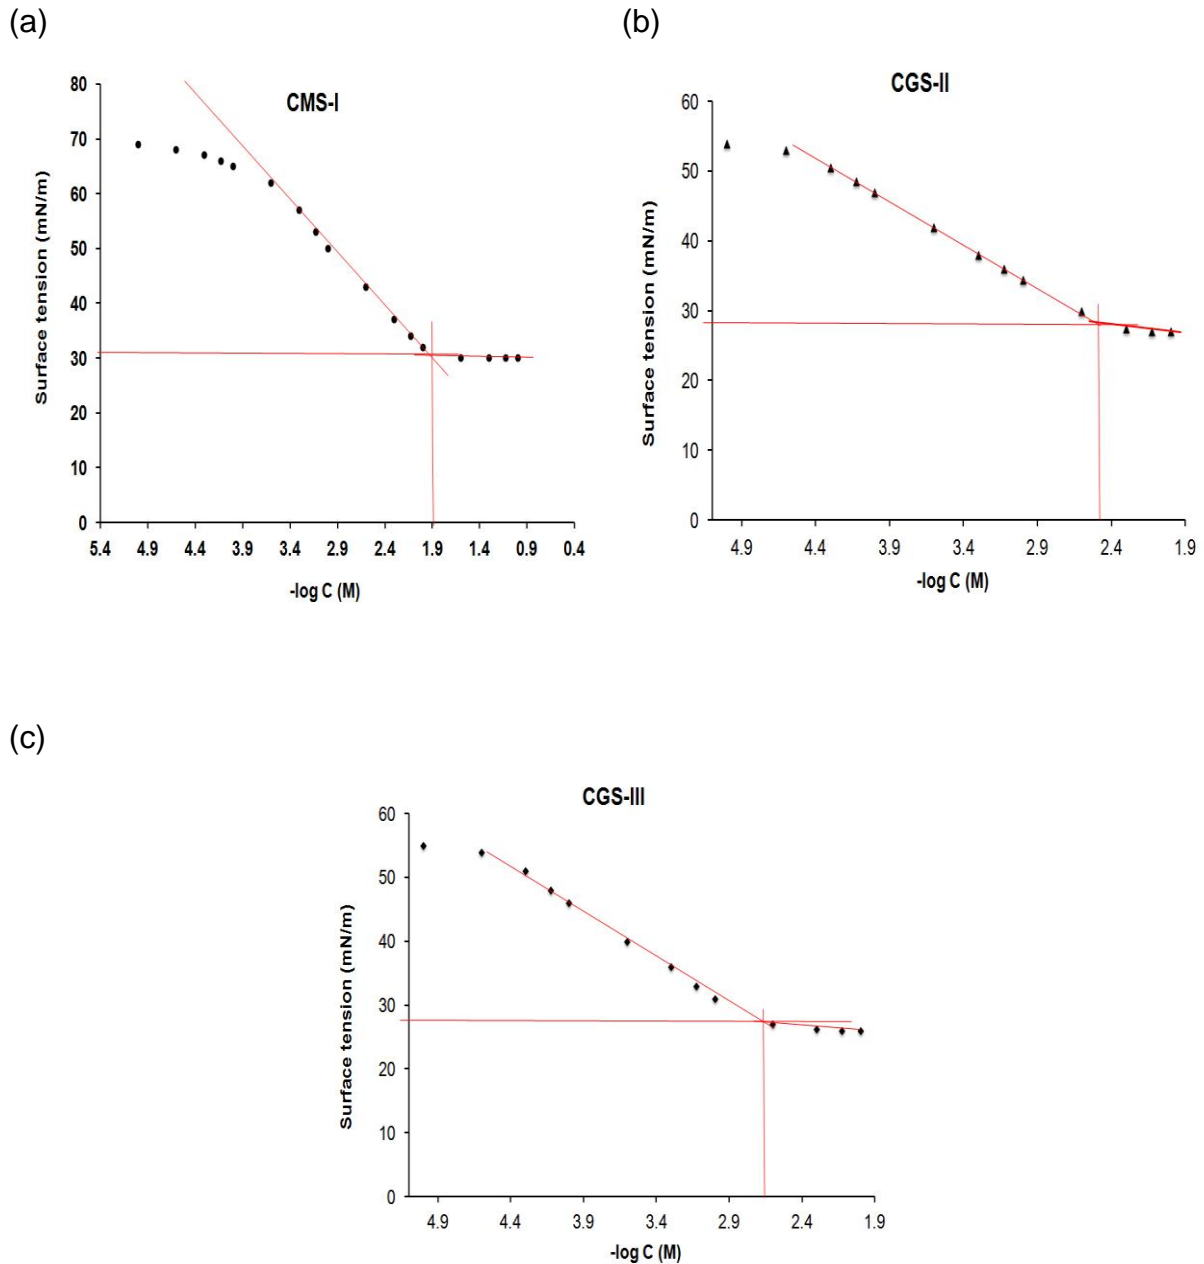 (a)
(b)
CMS-I
80
70
60
50
40
30
20
10
0
5.4 4.9 4.4 3.9 3.4 2.9 2.4 1.9 1.4 0.9 0.4
Surface tension (mN/m)
-log C (M)
CGS-II
60
50
40
30
20
10
0
4.9 4.4 3.9 3.4 2.9 2.4 1.9
Surface tension (mN/m)
-log C (M)
(c)
CGS-III
60
50
40
30
20
10
0
4.9 4.4 3.9 3.4 2.9 2.4 1.9
Surface tension (mN/m)
-log C (M)